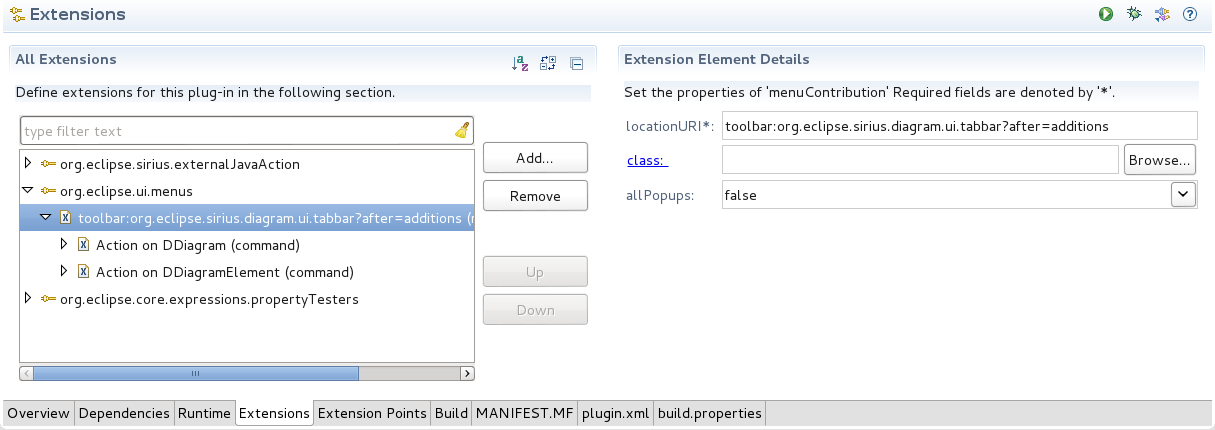 Extensions
All Extensions
Define extensions for this plug-in in the following section.
type filter text
org.eclipse.sirius.externalJavaAction
org.eclipse.ui.menus
toolbar:org.eclipse.sirius.diagram.ui.tabbar?after=additions (
Action on DDiagram (command)
Action on DDiagramElement (command)
org.eclipse.core.expressions.propertyTesters
Add...
Remove
Up
Down
Extension Element Details
Set the properties of 'menuContribution' Required fields are denoted by '*'.
locationURI*: toolbar:org.eclipse.sirius.diagram.ui.tabbar?after=additions
class: Browse...
allPopups: false
Overview Dependencies Runtime Extensions Extension Points Build MANIFEST.MF plugin.xml build.properties